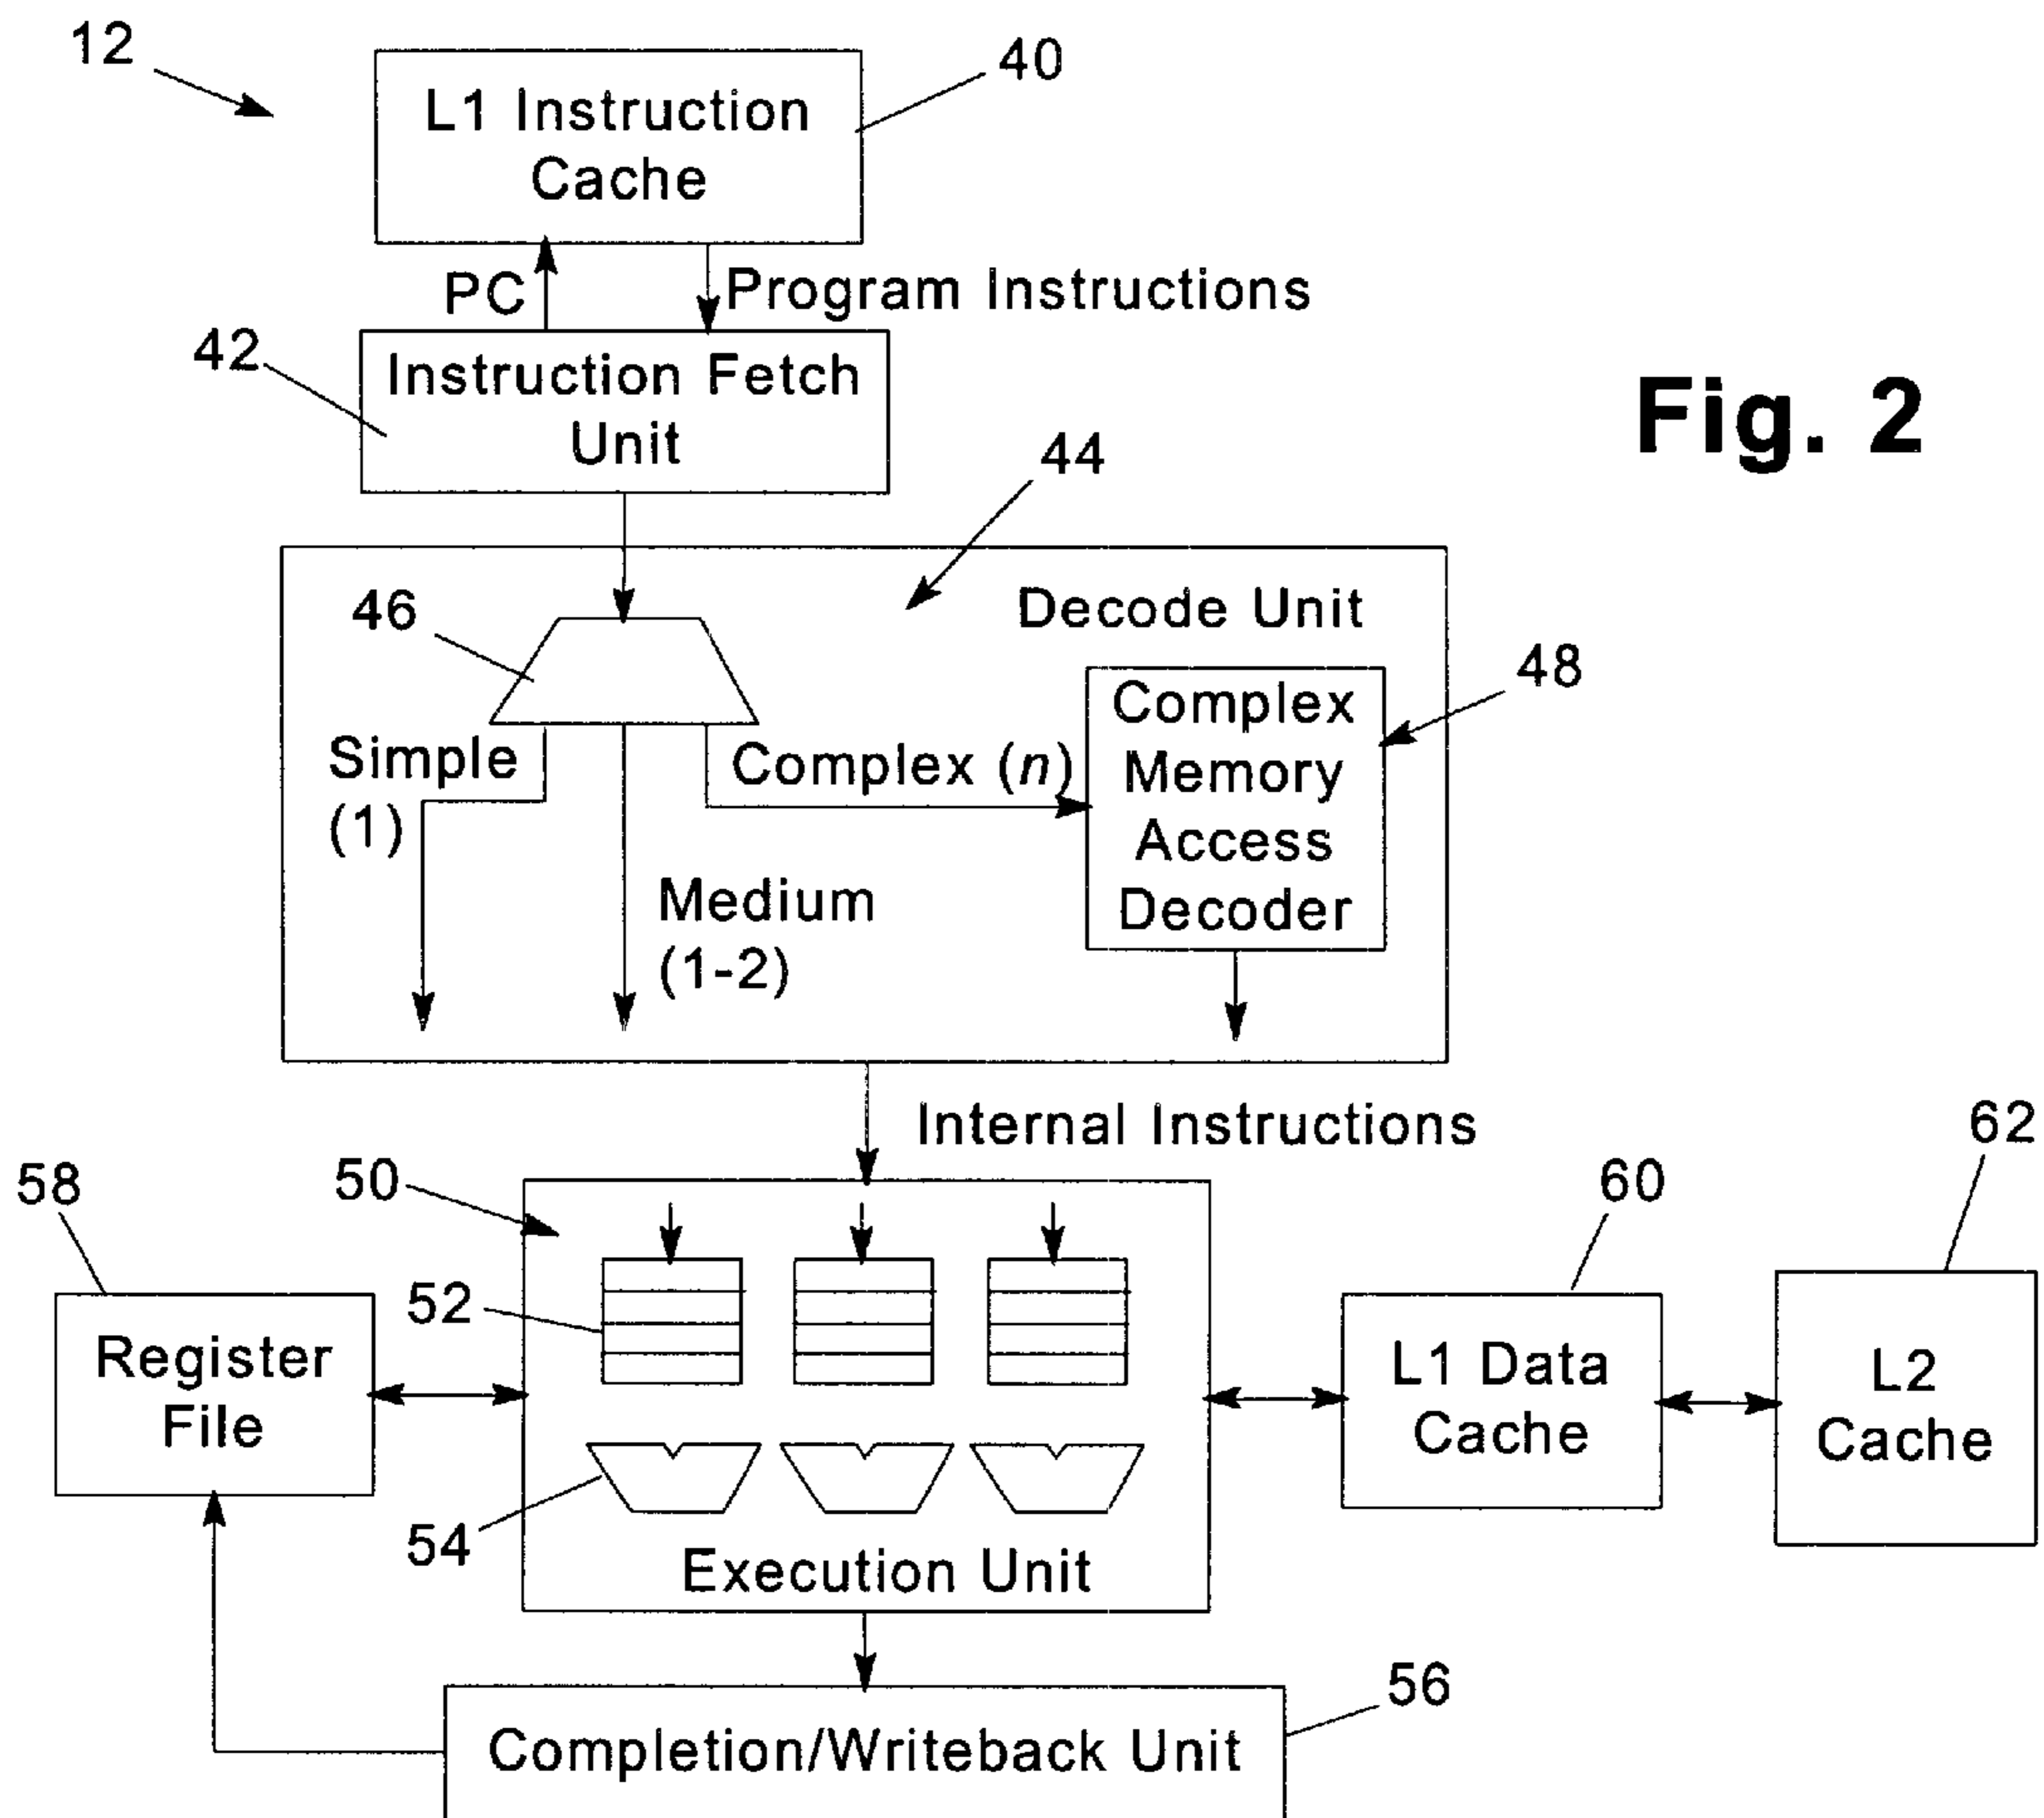 12
40
L1 Instruction
Cache
PC
Program Instructions
42
Instruction Fetch
Unit
Fig. 2
44
46
Decode Unit
48
Simple
(1)
Complex (n)
Medium
(1-2)
Complex
Memory
Access
Decoder
Internal Instructions
58
50
60
62
52
Register
File
L1 Data
Cache
L2
Cache
54
Execution Unit
56
Completion/Writeback Unit